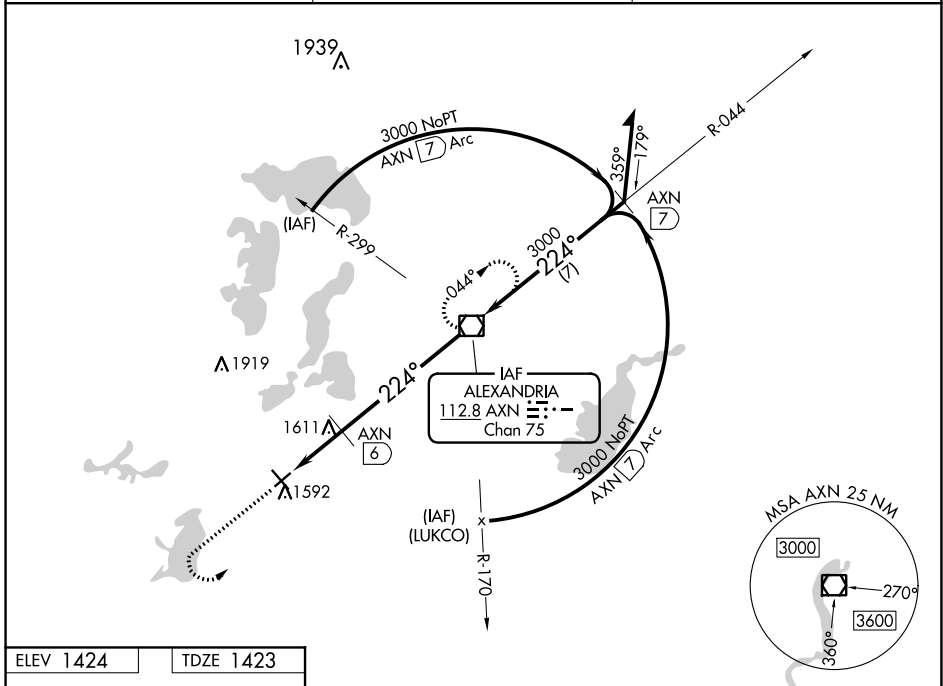 1939
3000 NoPT
AXN 7 Arc
R-044
359°
179°
AXN
7
(IAF)
R-299
3000
224°
(7)
044°
1919
224°
IAF
ALEXANDRIA
112.8 AXN
Chan 75
1611
AXN
6
1592
3000 NoPT
AXN 7 Arc
(IAF)
(LUKCO)
R-170
MSA AXN 25 NM
3000
270°
3600
360°
ELEV 1424
TDZE 1423